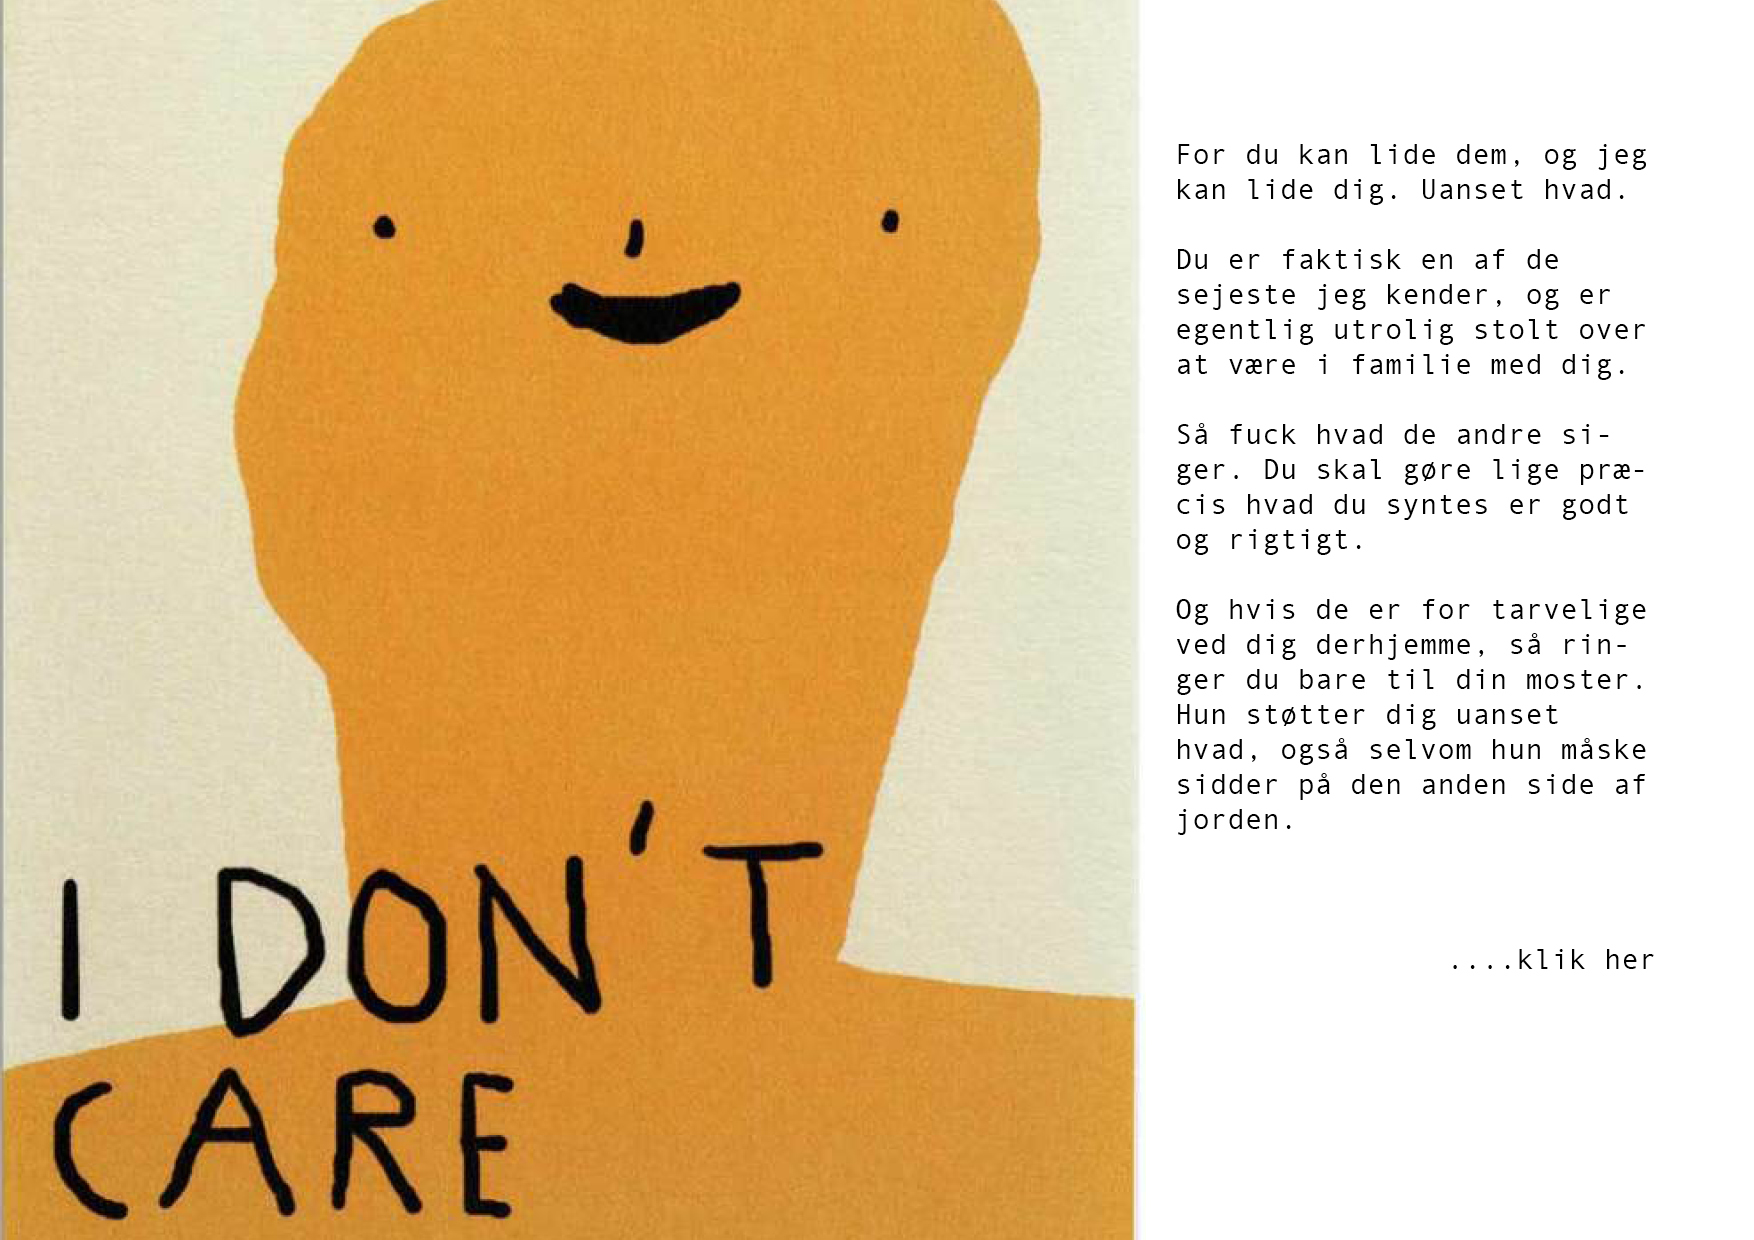 I DON'T
CARE
For du kan lide dem, og jeg
kan lide dig. Uanset hvad.
Du er faktisk en af de
sejeste jeg kender, og er
egentlig utrolig stolt over
at være i familie med dig.
Så fuck hvad de andre si-
ger. Du skal gøre lige præ-
cis hvad du syntes er godt
og rigtigt.
Og hvis de er for tarvelige
ved dig derhjemme, så rin-
ger du bare til din moster.
Hun støtter dig uanset
hvad, også selvom hun måske
sidder på den anden side af
jorden.
....klik her